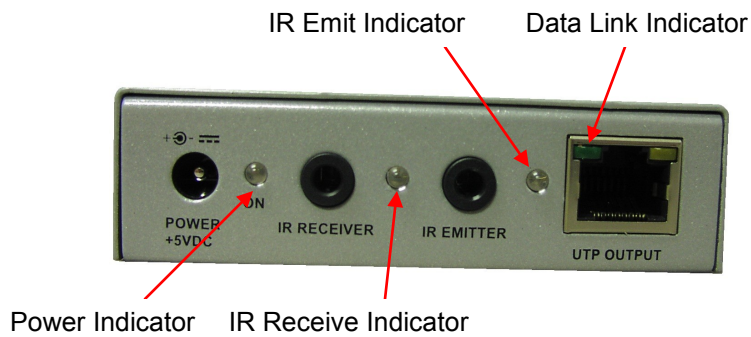 IR Emit Indicator
Data Link Indicator
+ -
ON
POWER
+5VDC
IR RECEIVER
IR EMITTER
UTP OUTPUT
Power Indicator
IR Receive Indicator